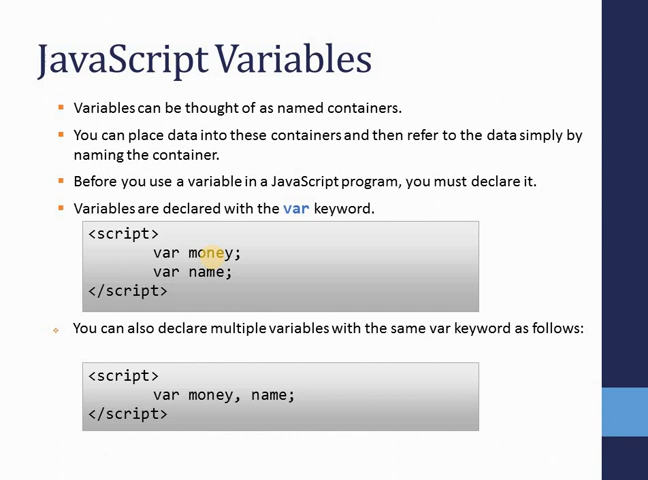 JavaScript Variables
Variables can be thought of as named containers.
You can place data into these containers and then refer to the data simply by
naming the container.
Before you use a variable in a JavaScript program, you must declare it.
Variables are declared with the var keyword.
<script>
var money;
var name;
</script>
You can also declare multiple variables with the same var keyword as follows:
<script>
var money, name;
</script>